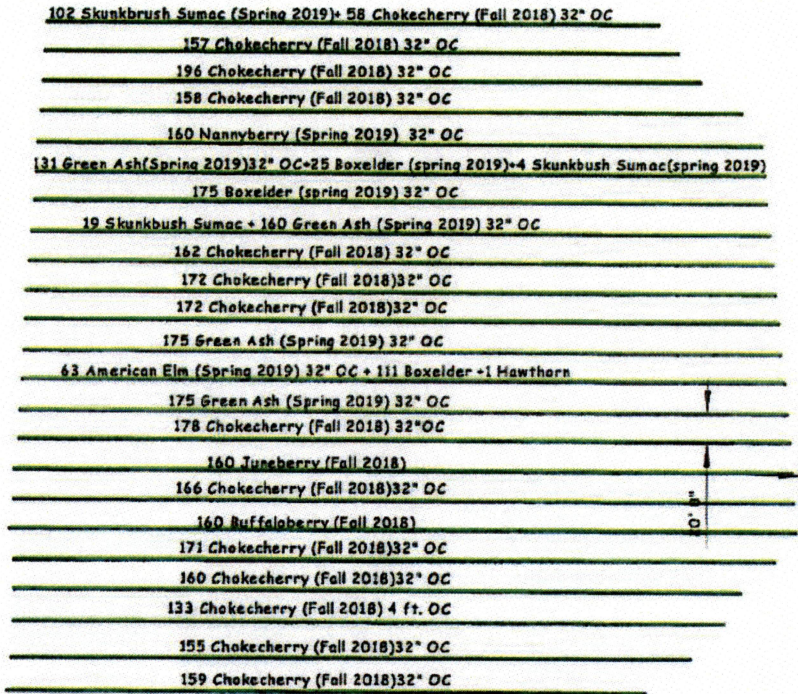 102 Skunkbrush Sumac (Spring 2019)+ 58 Chokecherry (Fall 2018) 32" OC
157 Chokecherry (Fall 2018) 32" OC
196 Chokecherry (Fall 2018) 32" OC
158 Chokecherry (Fall 2018) 32" OC
160 Nannyberry (Spring 2019) 32" OC
131 Green Ash(Spring 2019)32" OC+25 Boxelder (spring 2019)+4 Skunkbush Sumac(spring 2019)
175 Boxelder (spring 2019) 32" OC
19 Skunkbush Sumac + 160 Green Ash (Spring 2019) 32" OC
162 Chokecherry (Fall 2018) 32" OC
172 Chokecherry (Fall 2018)32" OC
172 Chokecherry (Fall 2018)32" OC
175 Green Ash (Spring 2019) 32" OC
63 American Elm (Spring 2019) 32" OC + 111 Boxelder +1 Hawthorn
175 Green Ash (Spring 2019) 32" OC
178 Chokecherry (Fall 2018) 32"OC
160 Juneberry (Fall 2018)
166 Chokecherry (Fall 2018)32" OC
160 Buffaloberry (Fall 2018)
171 Chokecherry (Fall 2018)32" OC
160 Chokecherry (Fall 2018)32" OC
133 Chokecherry (Fall 2018) 4 ft. OC
155 Chokecherry (Fall 2018)32" OC
159 Chokecherry (Fall 2018)32" OC